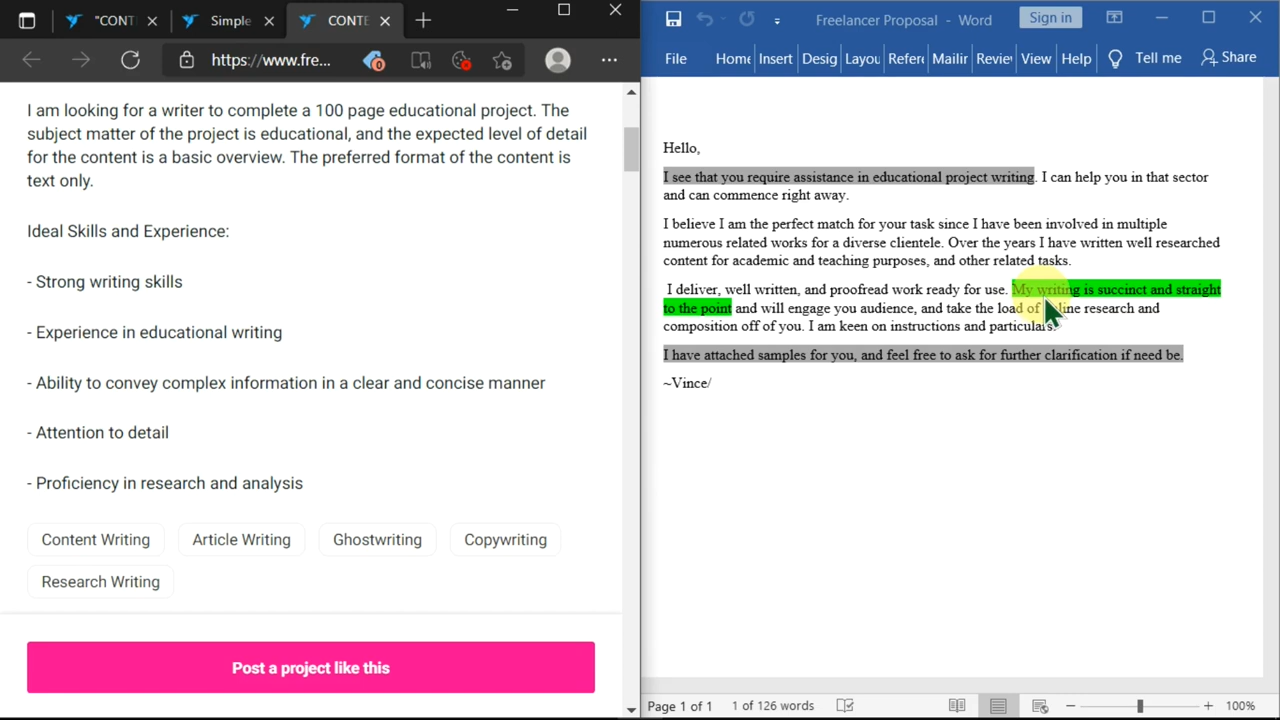 "CONT
Simple
CONTE
Freelancer Proposal - Word
Sign in
https://www.fre...
0
File
Home
Insert
Desig
Layou
Refere
Mailir
Revie
View
Help
Tell me
Share
I am looking for a writer to complete a 100 page educational project. The
subject matter of the project is educational, and the expected level of detail
for the content is a basic overview. The preferred format of the content is
text only.
Ideal Skills and Experience:
- Strong writing skills
- Experience in educational writing
- Ability to convey complex information in a clear and concise manner
- Attention to detail
- Proficiency in research and analysis
Content Writing
Article Writing
Ghostwriting
Copywriting
Research Writing
Post a project like this
Hello,
I see that you require assistance in educational project writing. I can help you in that sector
and can commence right away.
I believe I am the perfect match for your task since I have been involved in multiple
numerous related works for a diverse clientele. Over the years I have written well researched
content for academic and teaching purposes, and other related tasks.
I deliver, well written, and proofread work ready for use. My writing is succinct and straight
to the point and will engage you audience, and take the load of online research and
composition off of you. I am keen on instructions and particulars.
I have attached samples for you, and feel free to ask for further clarification if need be.
~Vince/
Page 1 of 1
1 of 126 words
100%